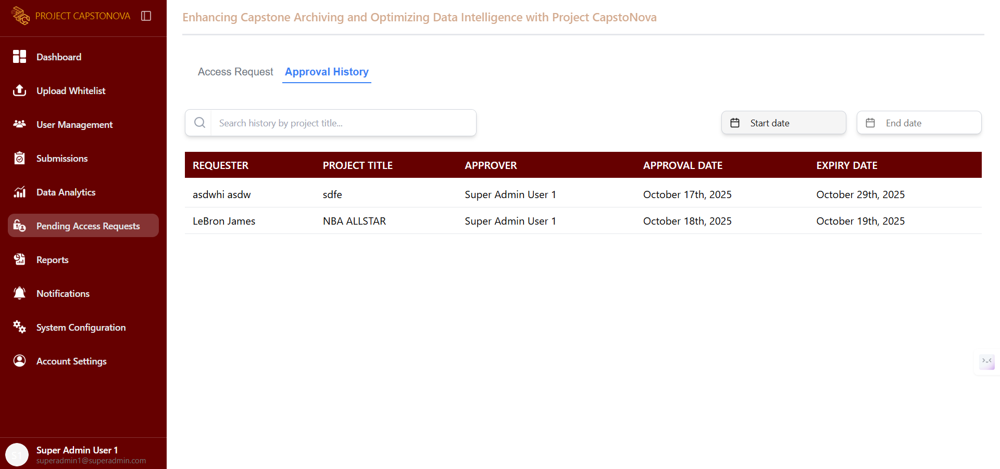 PROJECT CAPSTONOVA
Enhancing Capstone Archiving and Optimizing Data Intelligence with Project CapstoNova
Dashboard
Upload Whitelist
User Management
Submissions
Data Analytics
Pending Access Requests
Reports
Notifications
System Configuration
Account Settings
S1
Super Admin User 1
superadmin1@superadmin.com
Access Request Approval History
Search history by project title...
Start date End date
REQUESTER PROJECT TITLE APPROVER APPROVAL DATE EXPIRY DATE
asdwhi asdw sdfe Super Admin User 1 October 17th, 2025 October 29th, 2025
LeBron James NBA ALLSTAR Super Admin User 1 October 18th, 2025 October 19th, 2025